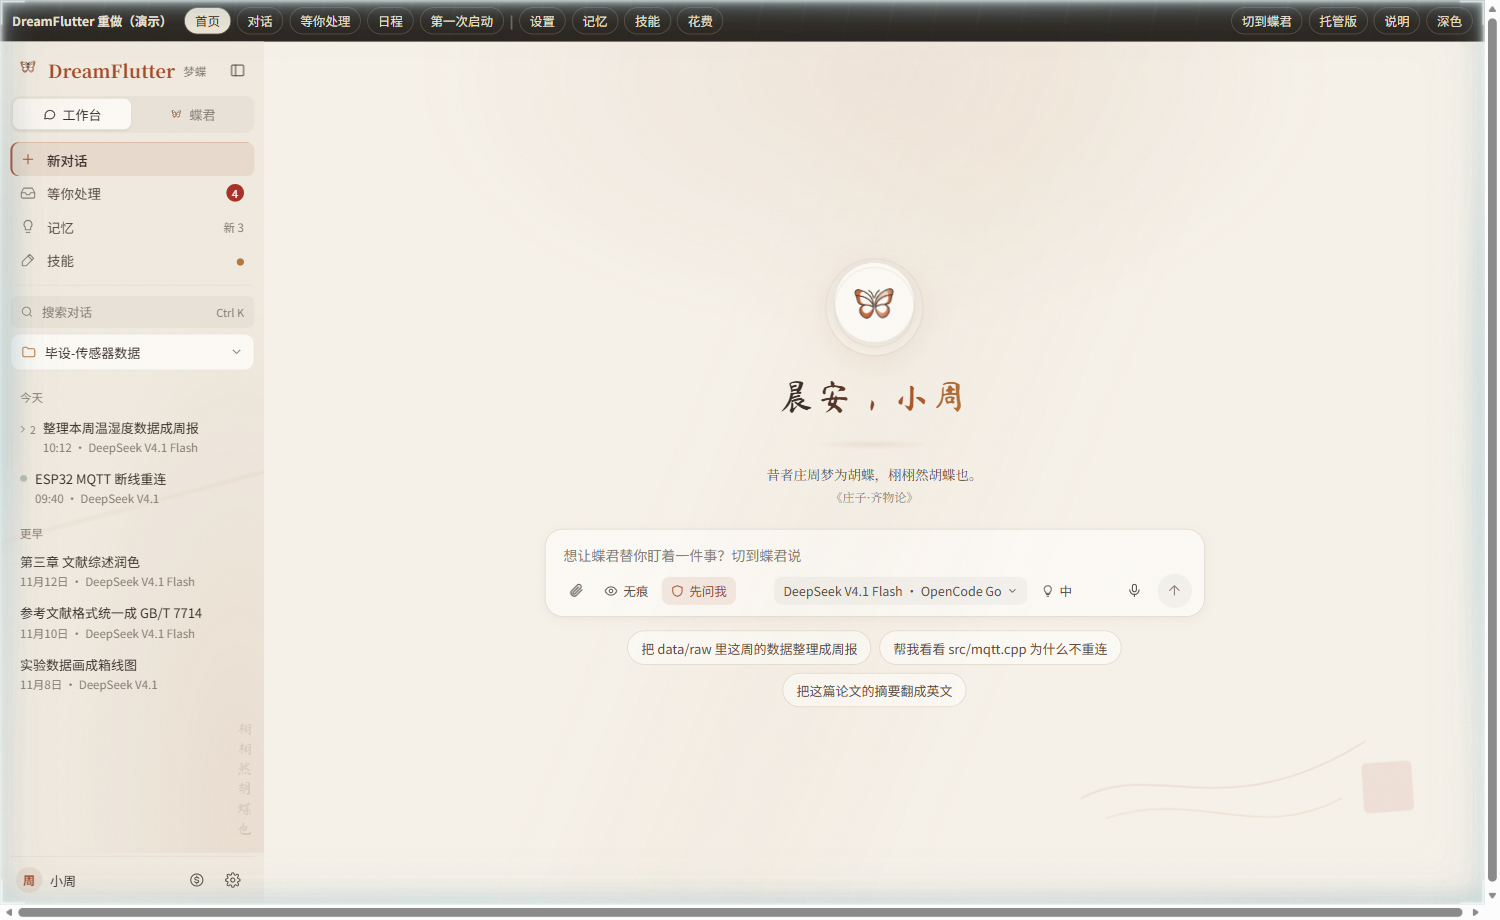 DreamFlutter 重做（演示） 首页 对话 等你处理 日程 第一次启动 | 设置 记忆 技能 花费 切到蝶君 托管版 说明 深色
DreamFlutter 梦蝶
工作台 蝶君
新对话
等你处理 4
记忆 新 3
技能
搜索对话 Ctrl K
毕设-传感器数据
今天
2 整理本周温湿度数据成周报
10:12 • DeepSeek V4.1 Flash
ESP32 MQTT 断线重连
09:40 • DeepSeek V4.1
更早
第三章 文献综述润色
11月12日 • DeepSeek V4.1 Flash
参考文献格式统一成 GB/T 7714
11月10日 • DeepSeek V4.1 Flash
实验数据画成箱线图
11月8日 • DeepSeek V4.1
栩
栩
然
胡
蝶
也
周 小周
晨安，小周
昔者庄周梦为胡蝶，栩栩然胡蝶也。
《庄子·齐物论》
想让蝶君替你盯着一件事？切到蝶君说
无痕 先问我 DeepSeek V4.1 Flash • OpenCode Go 中
把 data/raw 里这周的数据整理成周报 帮我看看 src/mqtt.cpp 为什么不重连
把这篇论文的摘要翻成英文